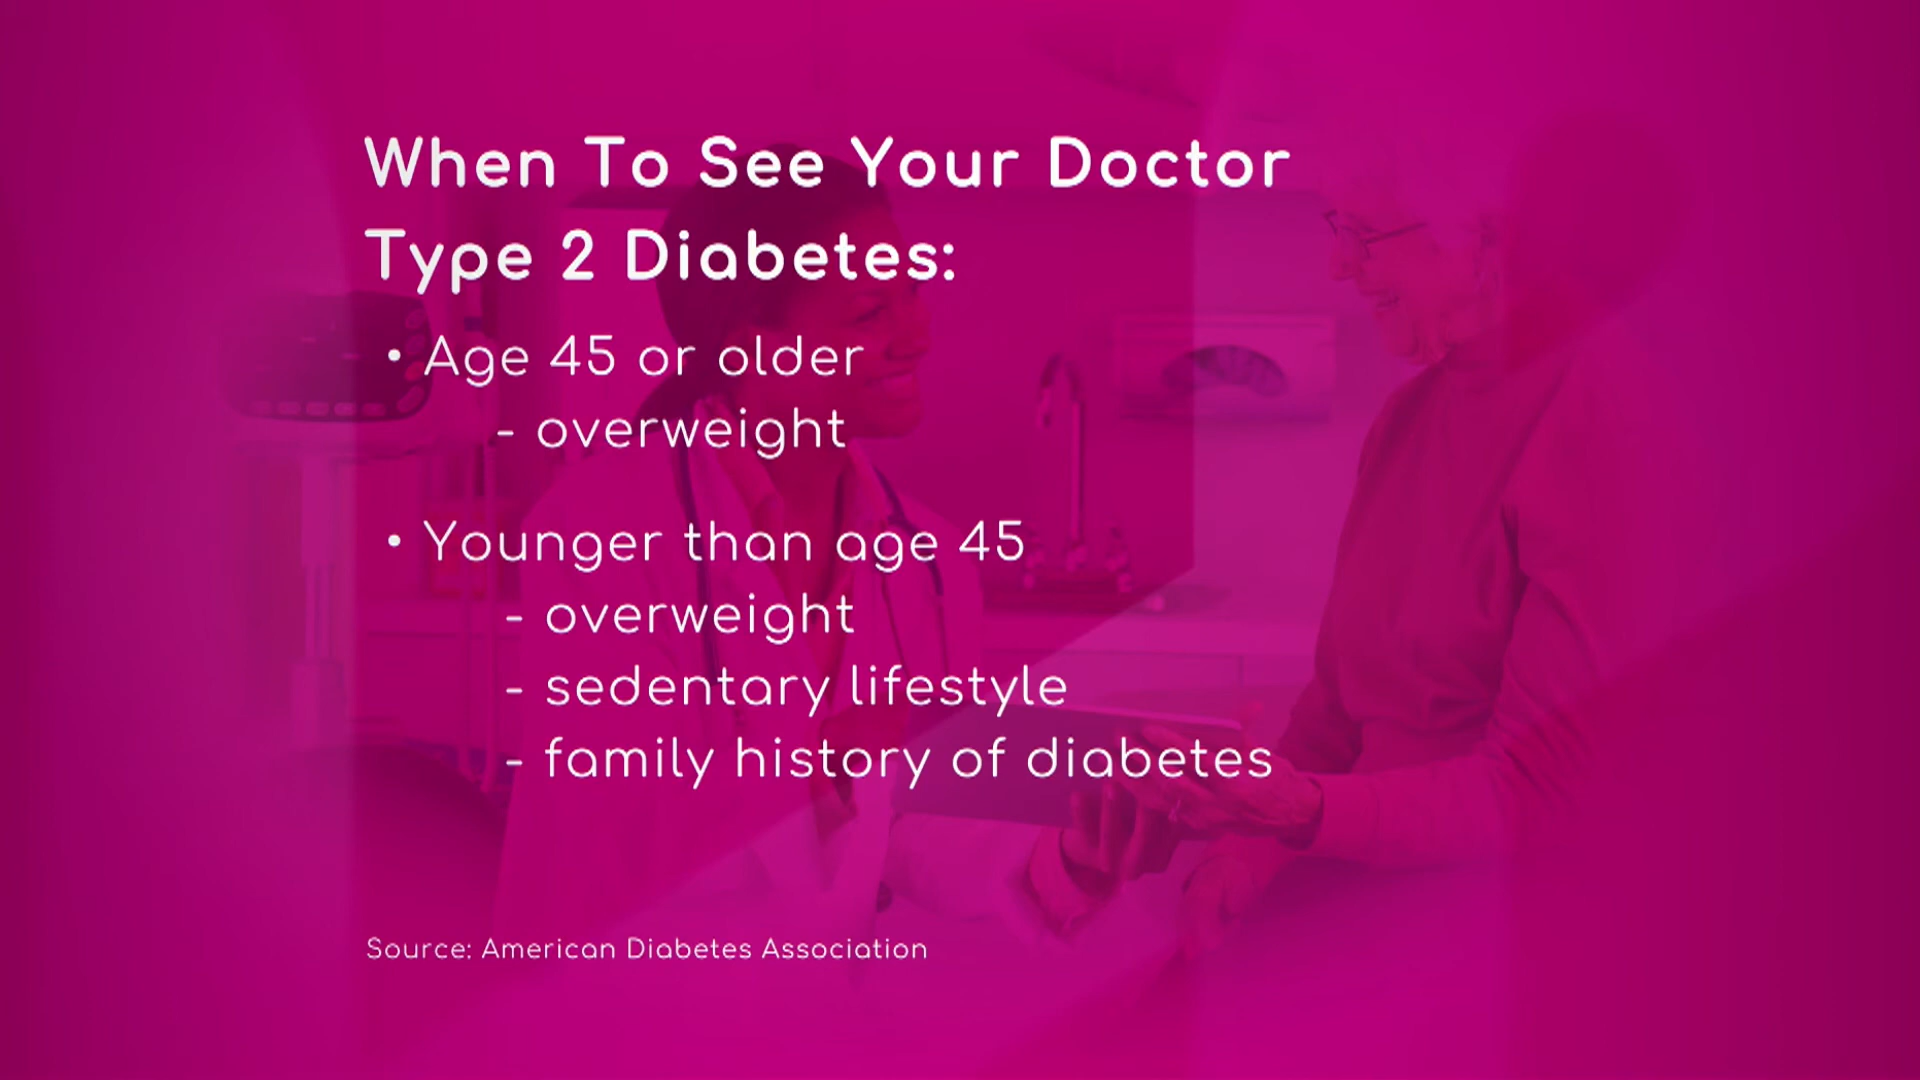 When To See Your Doctor
Type 2 Diabetes:
• Age 45 or older
- overweight
• Younger than age 45
- overweight
- sedentary lifestyle
- family history of diabetes
Source: American Diabetes Association